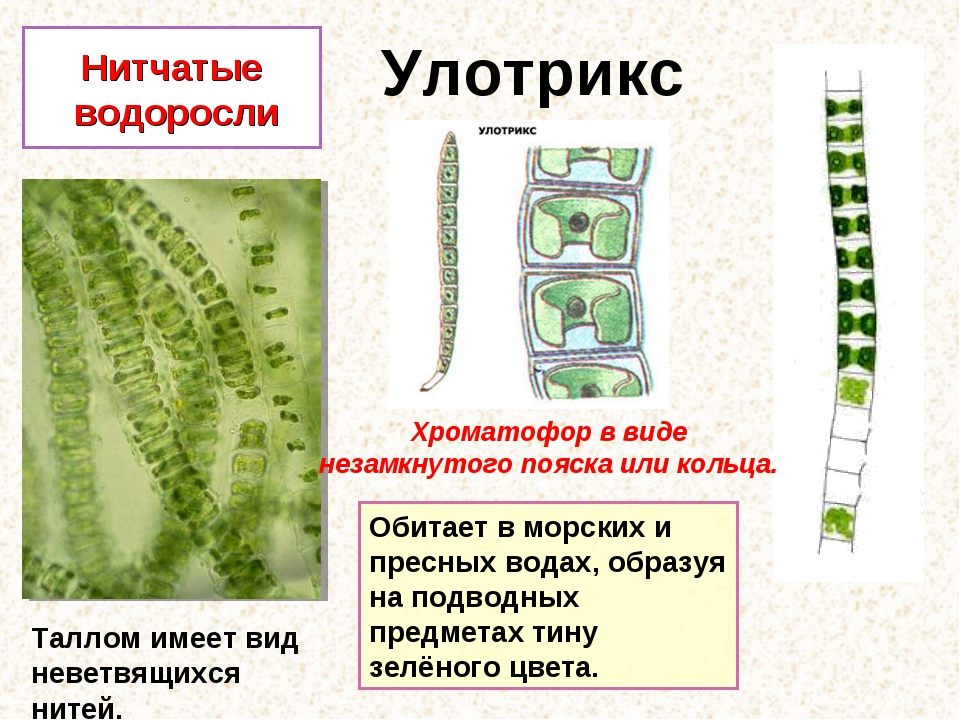 Нитчатые
водоросли
Улотрикс
УЛОТРИКС
Хроматофор в виде
незамкнутого пояска или кольца.
Обитает в морских и
пресных водах, образуя
на подводных
предметах тину
зелёного цвета.
Таллом имеет вид
неветвящихся
нитей.